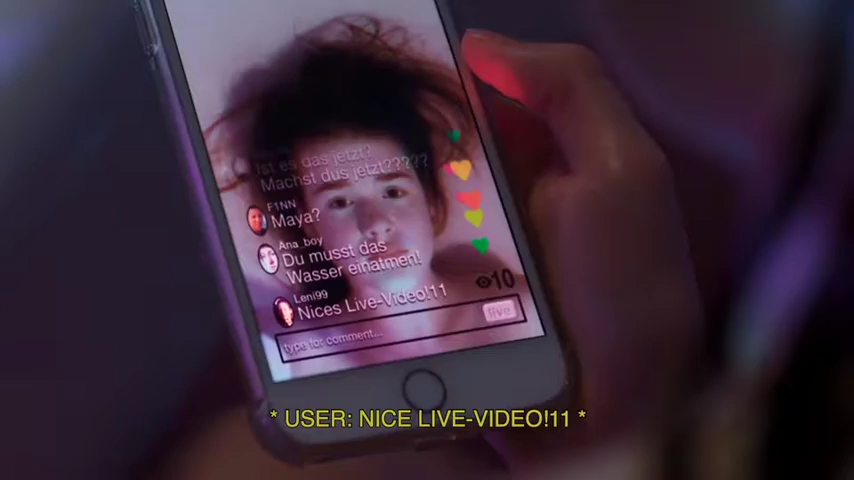 Ist es das jetzt?
Machst dus jetzt?????
F1NN
Maya?
Ana_boy
Du musst das
Wasser einatmen!
Leni99
Nices Live-Video!11
10
type for comment...
live
* USER: NICE LIVE-VIDEO!11 *